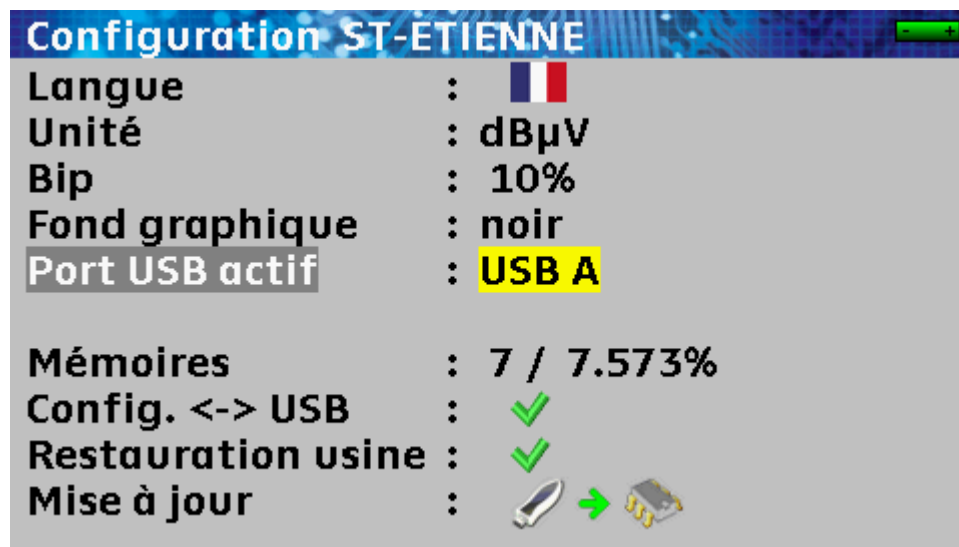 Configuration ST-ETIENNE
Langue :
Unité : dBµV
Bip : 10%
Fond graphique : noir
Port USB actif : USB A
Mémoires : 7 / 7.573%
Config. <-> USB :
Restauration usine :
Mise à jour :